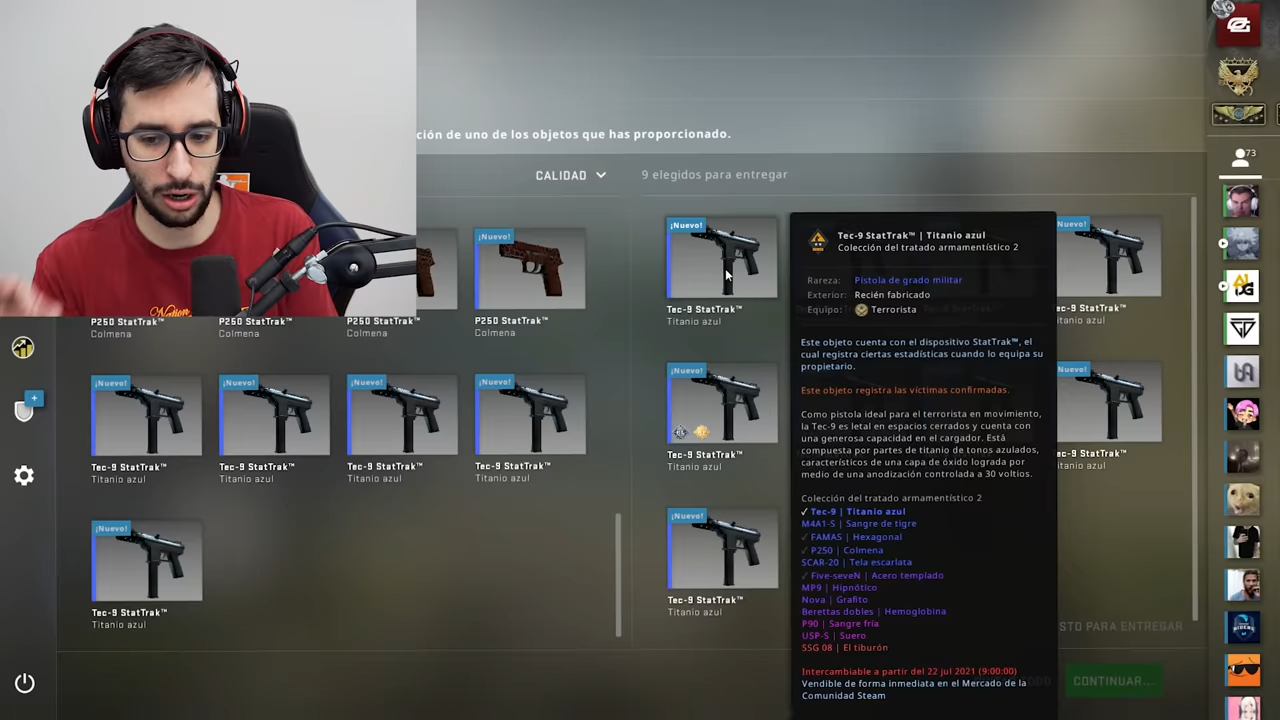 ción de uno de los objetos que has proporcionado.
CALIDAD
9 elegidos para entregar
73
¡Nuevo!
P250 StatTrak™
Colmena
P250 StatTrak™
Colmena
P250 StatTrak™
Colmena
P250 StatTrak™
Colmena
¡Nuevo!
Tec-9 StatTrak™
Titanio azul
¡Nuevo!
Tec-9 StatTrak™
Titanio azul
¡Nuevo!
Tec-9 StatTrak™
Titanio azul
¡Nuevo!
Tec-9 StatTrak™
Titanio azul
¡Nuevo!
Tec-9 StatTrak™
Titanio azul
¡Nuevo!
Tec-9 StatTrak™
Titanio azul
¡Nuevo!
Tec-9 StatTrak™
Titanio azul
¡Nuevo!
Tec-9 StatTrak™
Titanio azul
Tec-9 StatTrak™ | Titanio azul
Colección del tratado armamentístico 2
Rareza: Pistola de grado militar
Exterior: Recién fabricado
Equipo: Terrorista
Este objeto cuenta con el dispositivo StatTrak™, el
cual registra ciertas estadísticas cuando lo equipa su
propietario.
Este objeto registra las víctimas confirmadas.
Como pistola ideal para el terrorista en movimiento,
la Tec-9 es letal en espacios cerrados y cuenta con
una generosa capacidad en el cargador. Está
compuesta por partes de titanio de tonos azulados,
características de una capa de óxido lograda por
medio de una anodización controlada a 30 voltios.
Colección del tratado armamentístico 2
✓ Tec-9 | Titanio azul
M4A1-S | Sangre de tigre
✓ FAMAS | Hexagonal
✓ P250 | Colmena
SCAR-20 | Tela escarlata
✓ Five-seveN | Acero templado
MP9 | Hipnótico
Nova | Grafito
Berettas dobles | Hemoglobina
P90 | Sangre fría
USP-S | Suero
SSG 08 | El tiburón
Intercambiable a partir del 22 jul 2021 (9:00:00)
Vendible de forma inmediata en el Mercado de la
Comunidad Steam
¡Nuevo!
Tec-9 StatTrak™
Titanio azul
¡Nuevo!
Tec-9 StatTrak™
Titanio azul
STO PARA ENTREGAR
CONTINUAR...